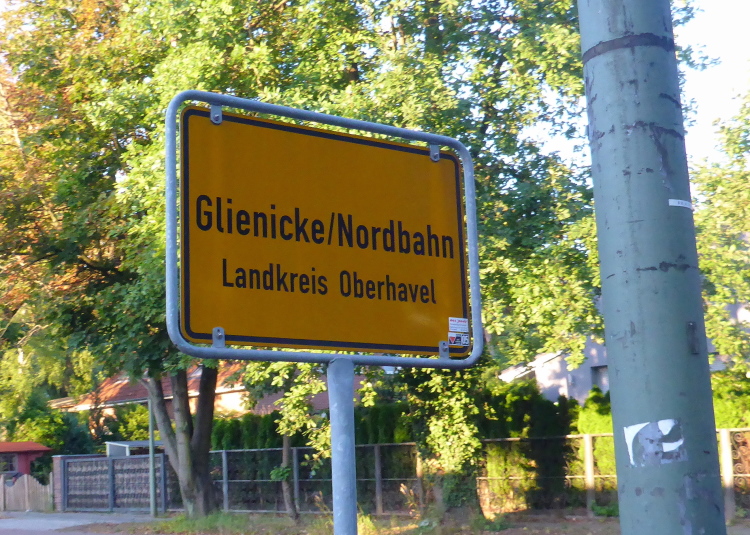 Glienicke/Nordbahn
Landkreis Oberhavel